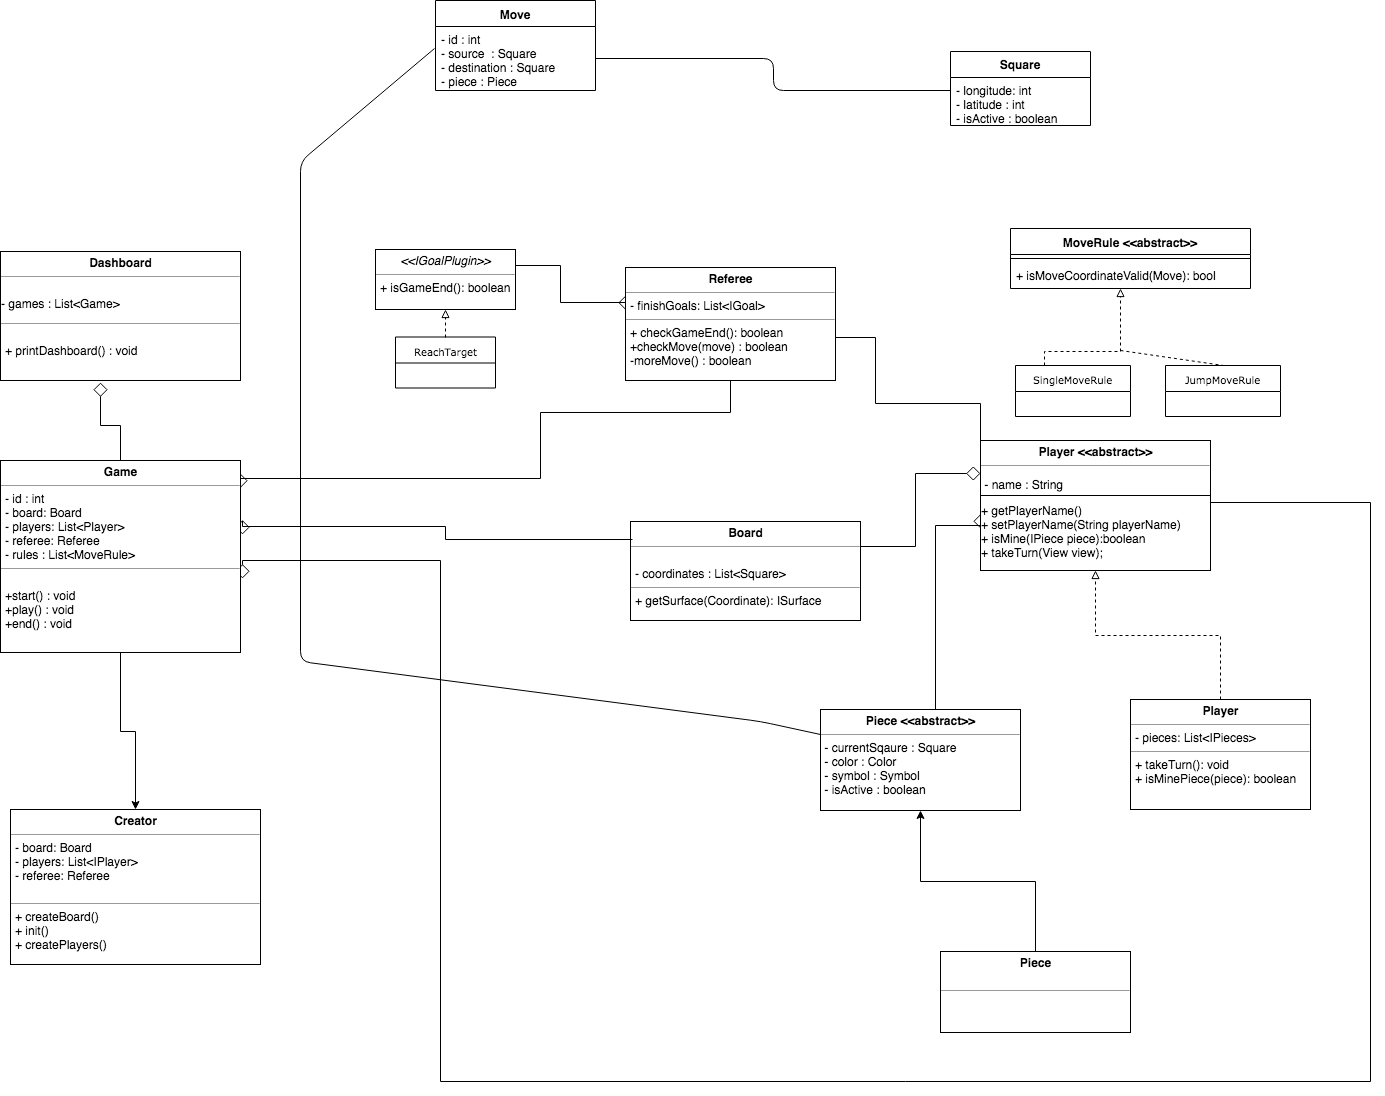 Move
- id : int
- source  : Square
- destination : Square
- piece : Piece
Square
- longitude: int
- latitude : int
- isActive : boolean
Dashboard
- games : List<Game>
+ printDashboard() : void
<<IGoalPlugin>>
+ isGameEnd(): boolean
ReachTarget
Referee
- finishGoals: List<IGoal>
+ checkGameEnd(): boolean
+checkMove(move) : boolean
-moreMove() : boolean
MoveRule <<abstract>>
+ isMoveCoordinateValid(Move): bool
SingleMoveRule
JumpMoveRule
Game
- id : int
- board: Board
- players: List<Player>
- referee: Referee
- rules : List<MoveRule>
+start() : void
+play() : void
+end() : void
Board
- coordinates : List<Square>
+ getSurface(Coordinate): ISurface
Player <<abstract>>
- name : String
+ getPlayerName()
+ setPlayerName(String playerName)
+ isMine(IPiece piece):boolean
+ takeTurn(View view);
Piece <<abstract>>
- currentSqaure : Square
- color : Color
- symbol : Symbol
- isActive : boolean
Player
- pieces: List<IPieces>
+ takeTurn(): void
+ isMinePiece(piece): boolean
Creator
- board: Board
- players: List<IPlayer>
- referee: Referee
+ createBoard()
+ init()
+ createPlayers()
Piece